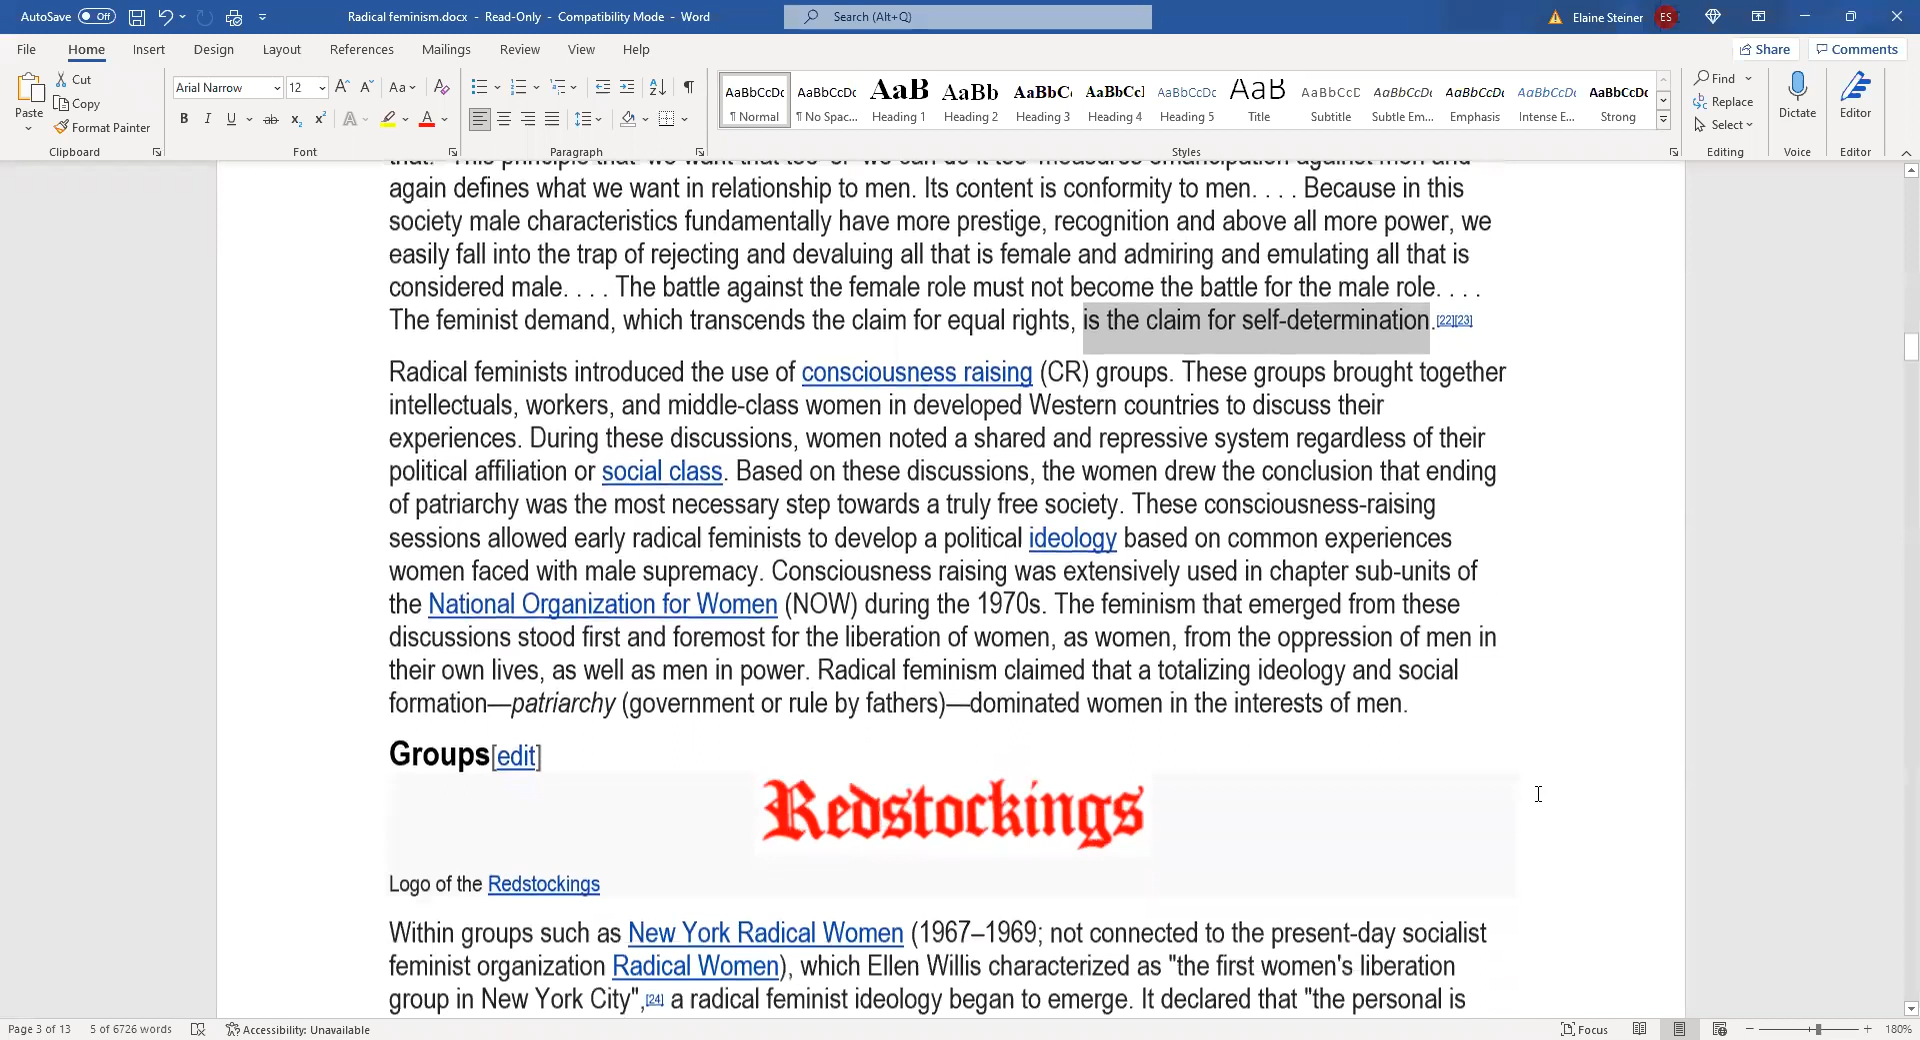 AutoSave Off Radical feminism.docx - Read-Only - Compatibility Mode - Word Search (Alt+Q) Elaine Steiner ES
File Home Insert Design Layout References Mailings Review View Help Share Comments
Paste Cut Copy Format Painter
Clipboard
Arial Narrow 12
Font
Paragraph
AaBbCcDc AaBbCcDc AaB AaBb AaBbC AaBbCcI AaBbCcDc AaB AaBbCcD AaBbCcDc AaBbCcDc AaBbCcDc AaBbCcDc
¶ Normal ¶ No Spac... Heading 1 Heading 2 Heading 3 Heading 4 Heading 5 Title Subtitle Subtle Em... Emphasis Intense E... Strong
Styles
Find Replace Select
Editing
Dictate
Voice
Editor
Editor
that.' "This principle that 'we want that too' or 'we can do it too' measures emancipation against men and
again defines what we want in relationship to men. Its content is conformity to men. . . . Because in this
society male characteristics fundamentally have more prestige, recognition and above all more power, we
easily fall into the trap of rejecting and devaluing all that is female and admiring and emulating all that is
considered male. . . . The battle against the female role must not become the battle for the male role. . . .
The feminist demand, which transcends the claim for equal rights, is the claim for self-determination.[22][23]
Radical feminists introduced the use of consciousness raising (CR) groups. These groups brought together
intellectuals, workers, and middle-class women in developed Western countries to discuss their
experiences. During these discussions, women noted a shared and repressive system regardless of their
political affiliation or social class. Based on these discussions, the women drew the conclusion that ending
of patriarchy was the most necessary step towards a truly free society. These consciousness-raising
sessions allowed early radical feminists to develop a political ideology based on common experiences
women faced with male supremacy. Consciousness raising was extensively used in chapter sub-units of
the National Organization for Women (NOW) during the 1970s. The feminism that emerged from these
discussions stood first and foremost for the liberation of women, as women, from the oppression of men in
their own lives, as well as men in power. Radical feminism claimed that a totalizing ideology and social
formation—patriarchy (government or rule by fathers)—dominated women in the interests of men.
Groups[edit]
Redstockings
Logo of the Redstockings
Within groups such as New York Radical Women (1967–1969; not connected to the present-day socialist
feminist organization Radical Women), which Ellen Willis characterized as "the first women's liberation
group in New York City",[24] a radical feminist ideology began to emerge. It declared that "the personal is
Page 3 of 13 5 of 6726 words Accessibility: Unavailable Focus 180%